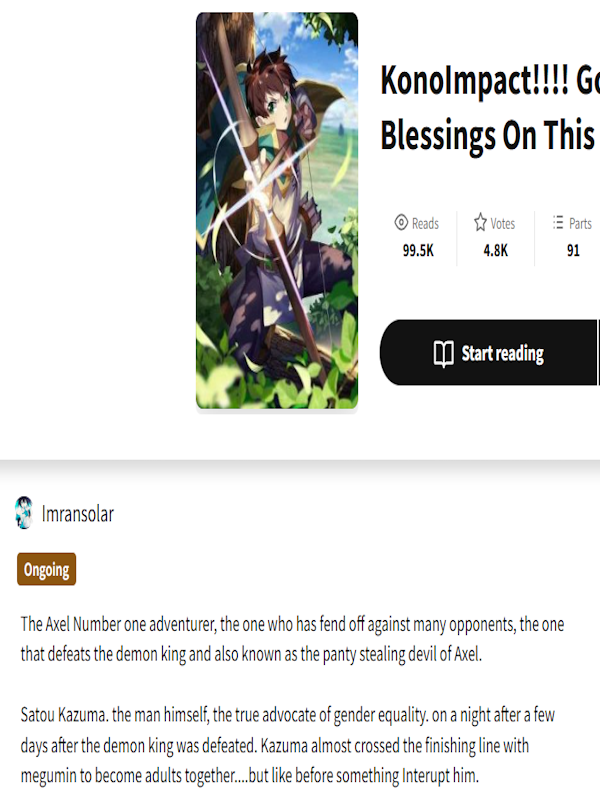 KonoImpact!!!! Go
Blessings On This
Reads Votes Parts
99.5K 4.8K 91
Start reading
Imransolar
Ongoing
The Axel Number one adventurer, the one who has fend off against many opponents, the one
that defeats the demon king and also known as the panty stealing devil of Axel.
Satou Kazuma. the man himself, the true advocate of gender equality. on a night after a few
days after the demon king was defeated. Kazuma almost crossed the finishing line with
megumin to become adults together....but like before something Interupt him.